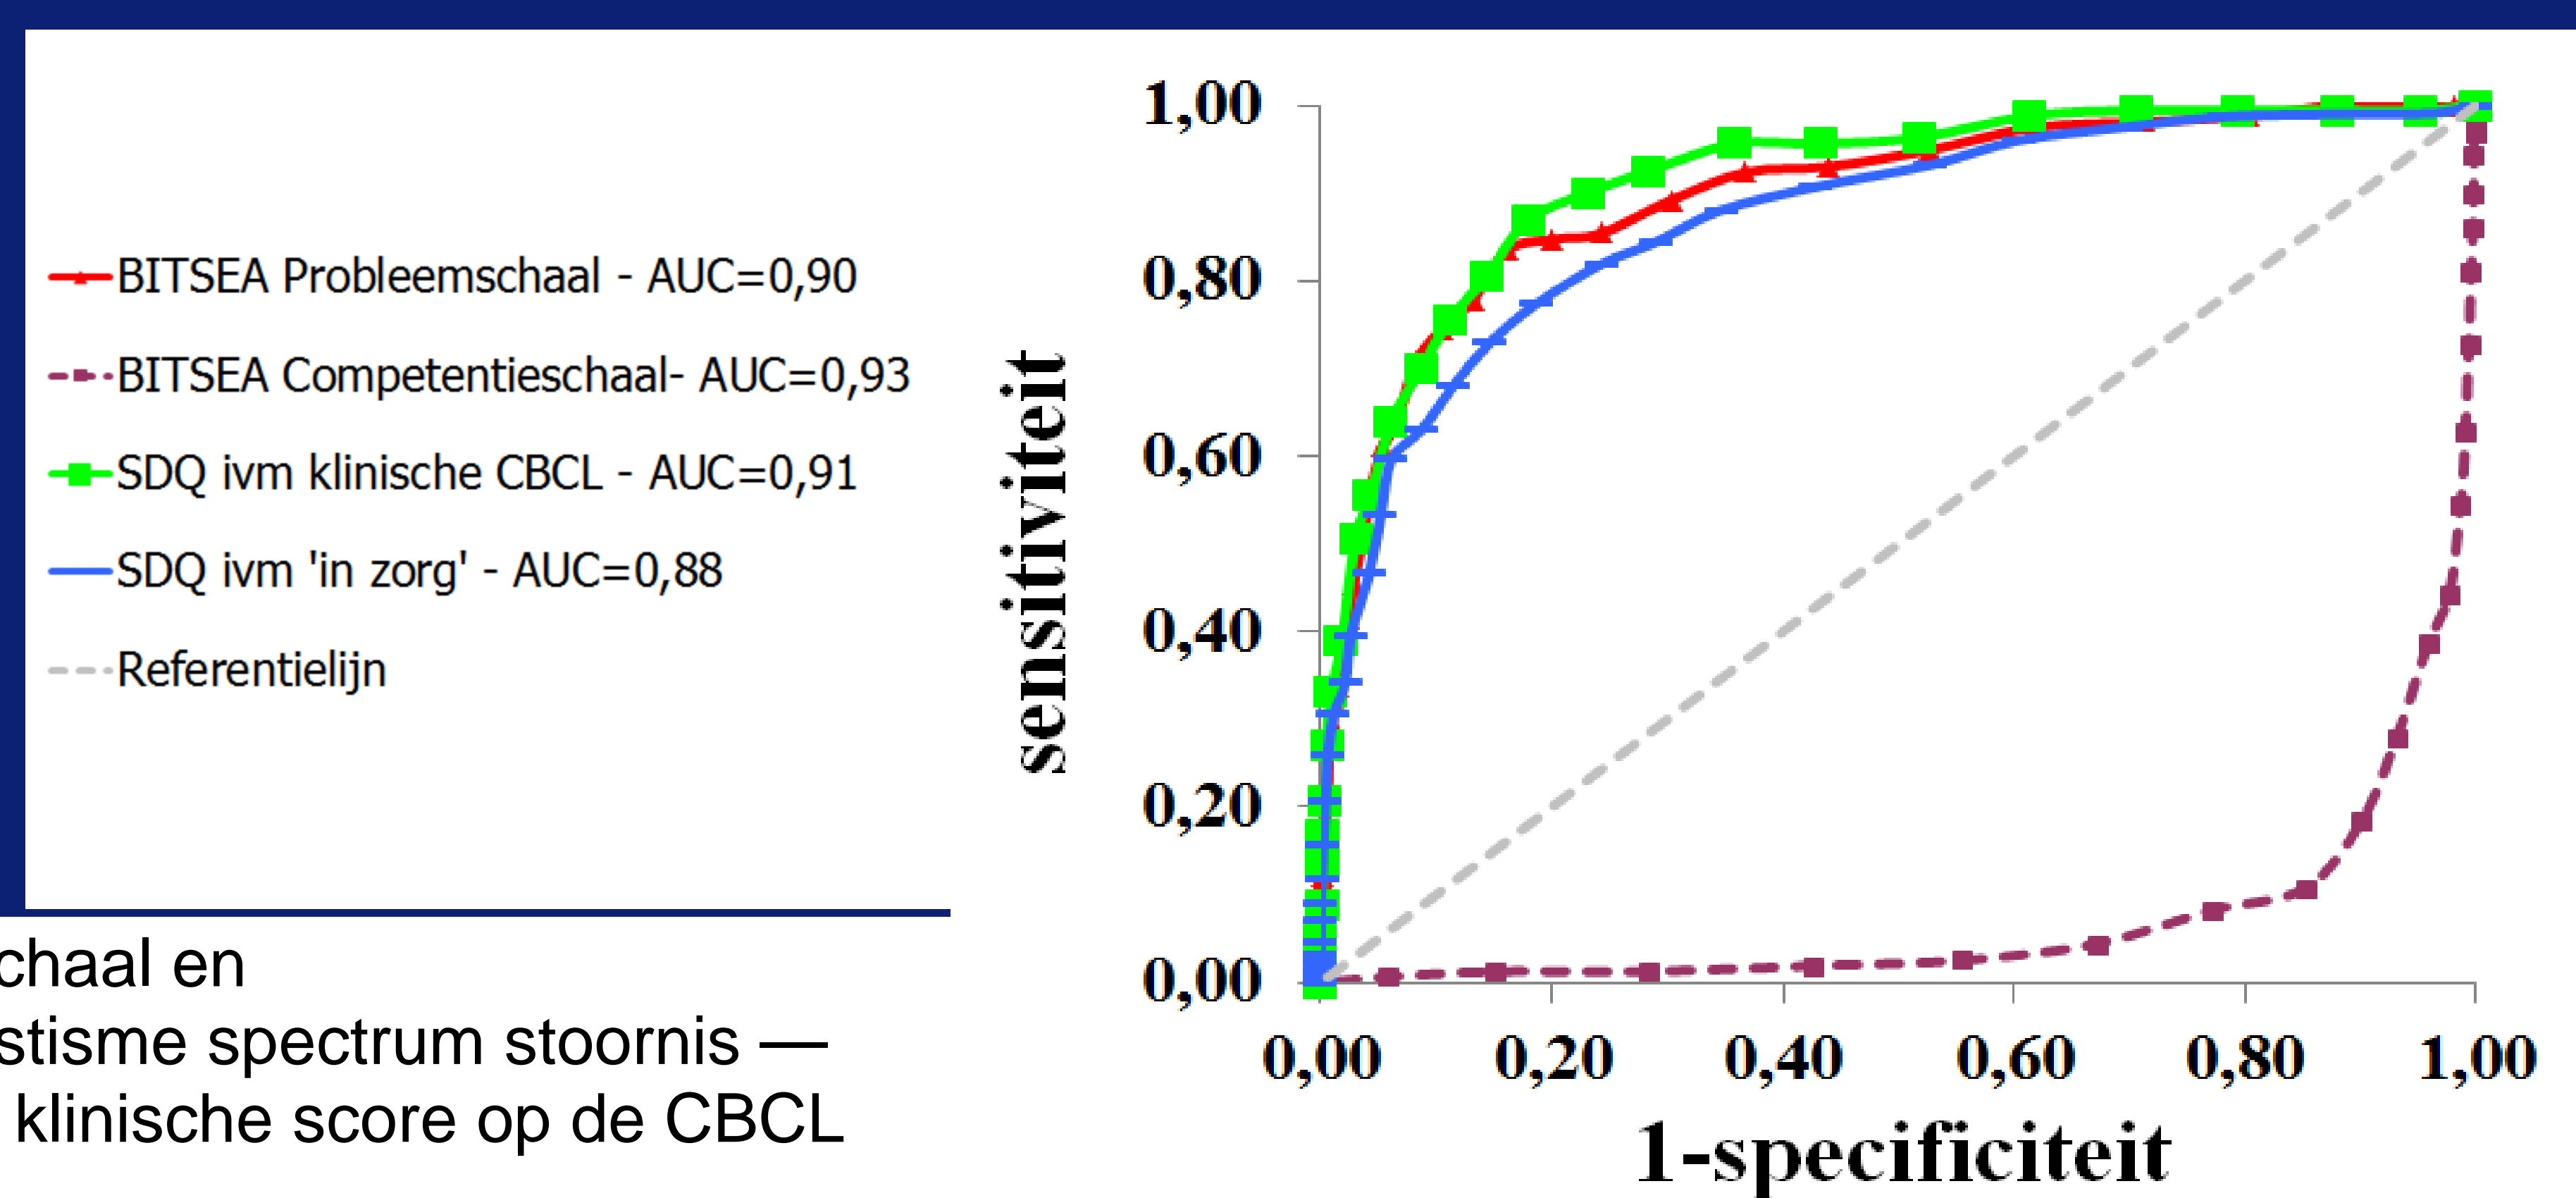 BITSEA Probleemschaal - AUC=0,90
BITSEA Competentieschaal- AUC=0,93
SDQ ivm klinische CBCL - AUC=0,91
SDQ ivm 'in zorg' - AUC=0,88
Referentielijn
sensitiviteit
1,00
0,80
0,60
0,40
0,20
0,00
0,00 0,20 0,40 0,60 0,80 1,00
1-specificiteit
chaal en
stisme spectrum stoornis —
klinische score op de CBCL